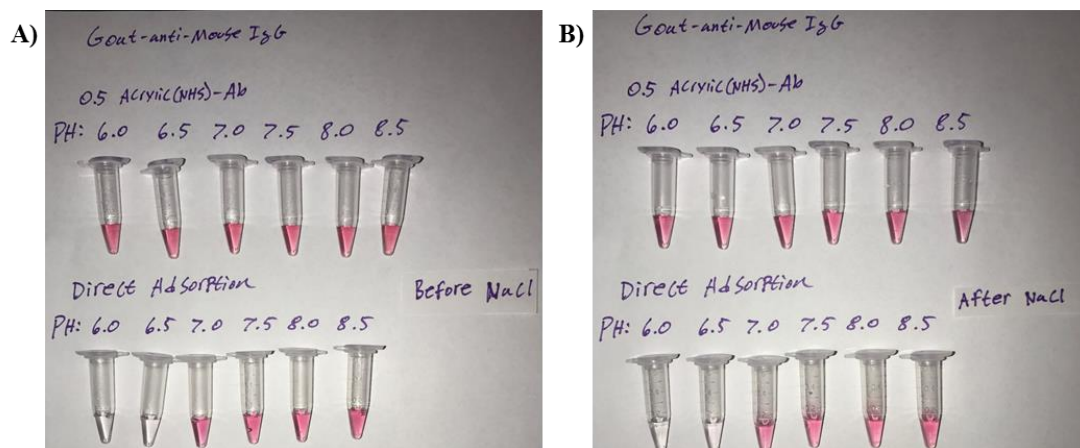 A)
Gout-anti-Mouse IgG
0.5 Acrylic(NHS)-Ab
PH: 6.0 6.5 7.0 7.5 8.0 8.5
Direct Adsorption
Before NaCl
PH: 6.0 6.5 7.0 7.5 8.0 8.5
B)
Gout-anti-Mouse IgG
0.5 Acrylic(NHS)-Ab
PH: 6.0 6.5 7.0 7.5 8.0 8.5
Direct Adsorption
After NaCl
PH: 6.0 6.5 7.0 7.5 8.0 8.5